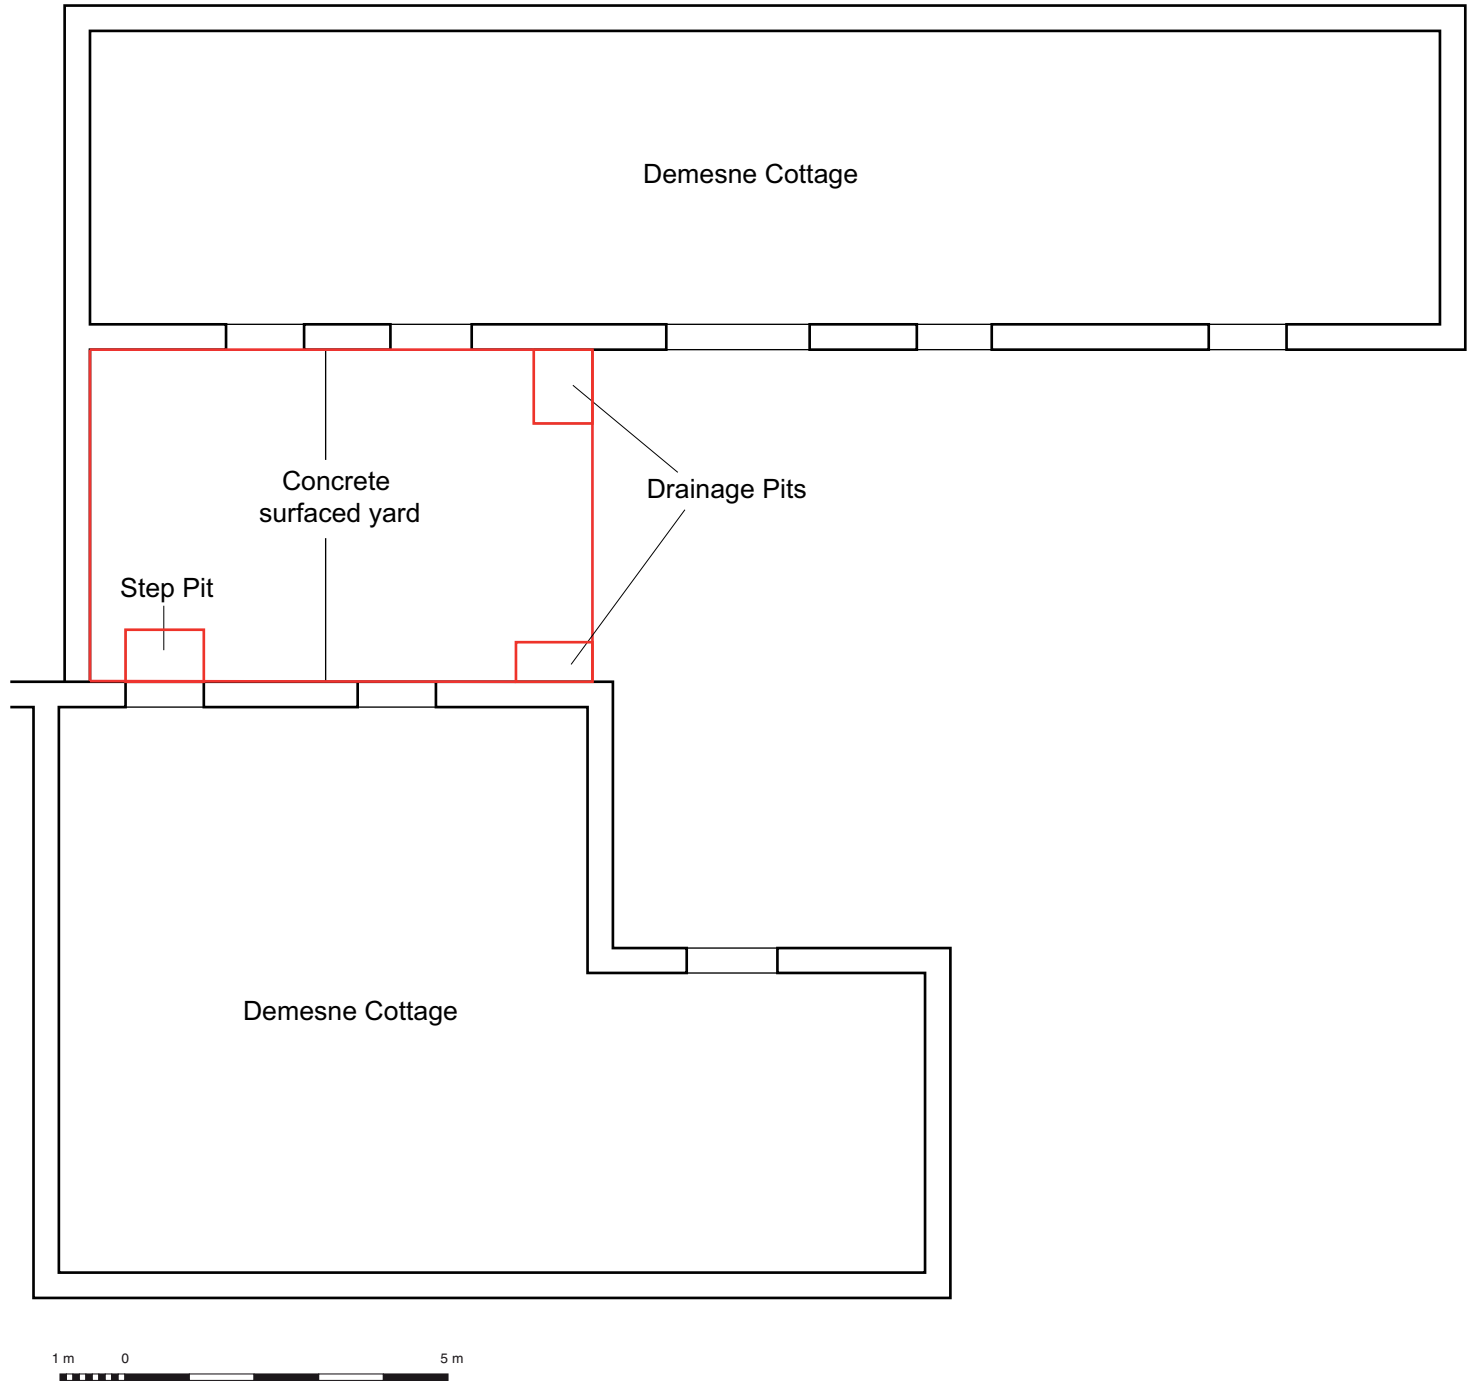 Demesne Cottage
Concrete
surfaced yard
Drainage Pits
Step Pit
Demesne Cottage
1 m 0 5 m